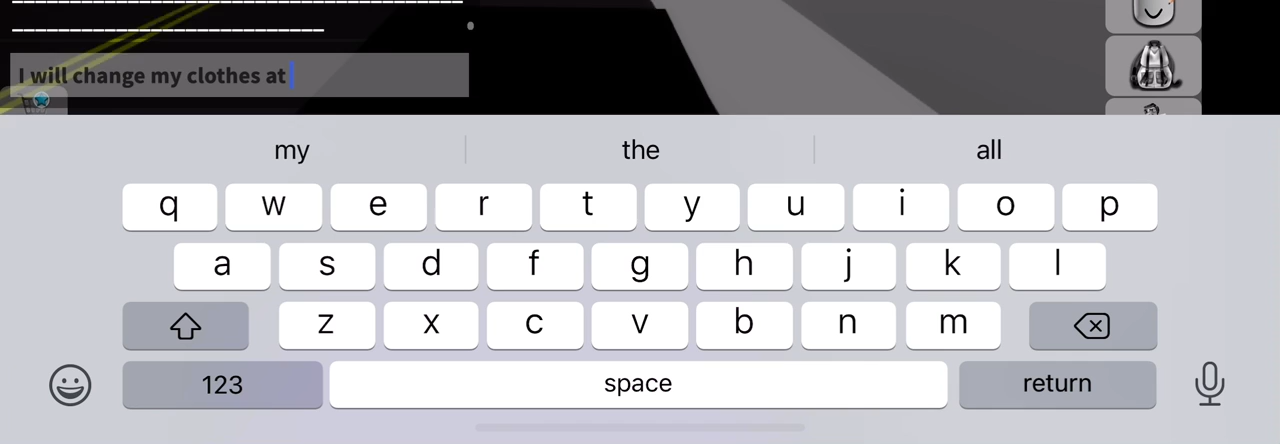 I will change my clothes at
my the all
q w e r t y u i o p
a s d f g h j k l
z x c v b n m
123 space return